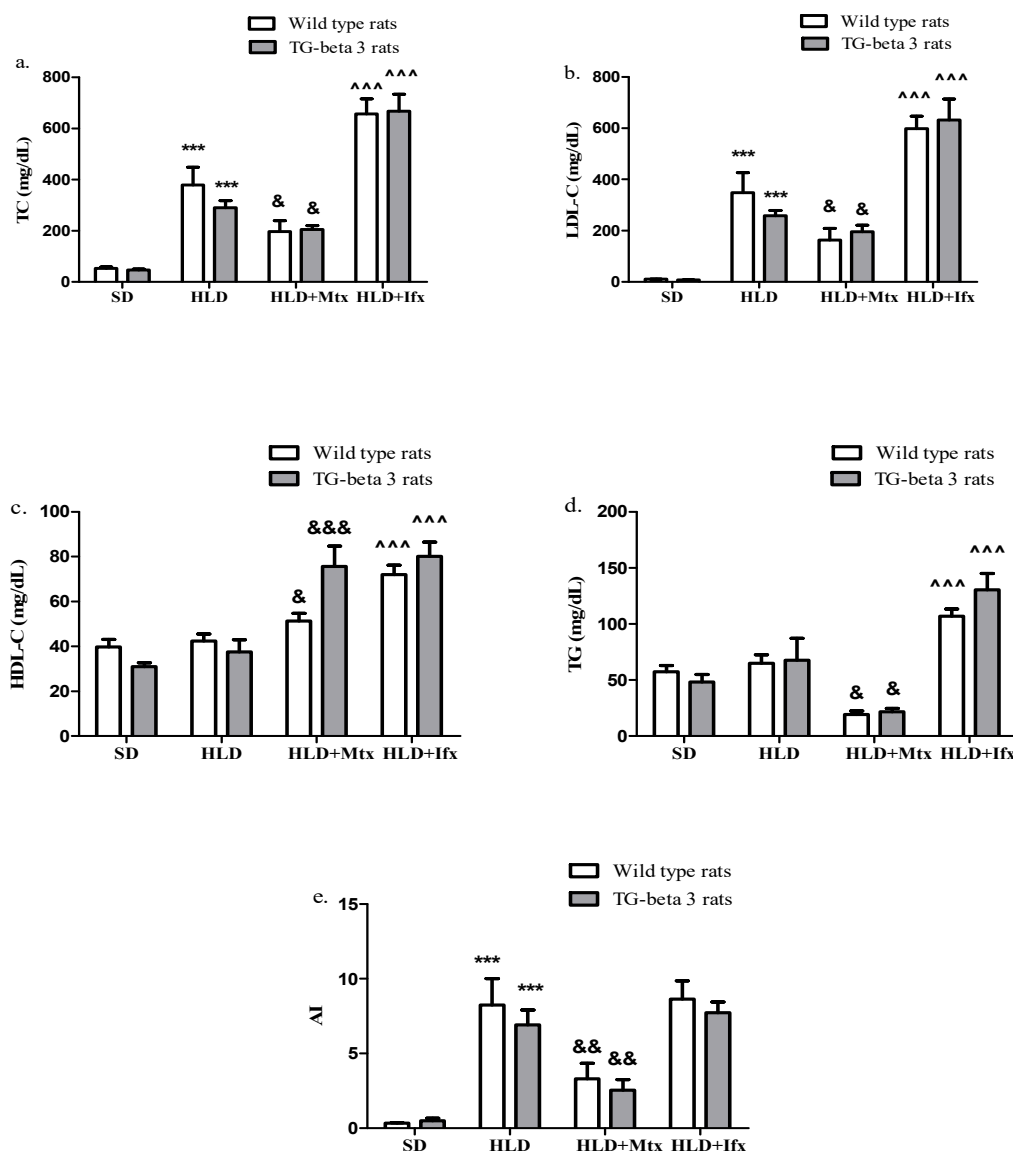 Wild type rats
TG-beta 3 rats
a.
TC (mg/dL)
800
600
400
200
0
***
***
&
&
^^^
^^^
SD
HLD
HLD+Mtx
HLD+Ifx
Wild type rats
TG-beta 3 rats
b.
LDL-C (mg/dL)
800
600
400
200
0
***
***
&
&
^^^
^^^
SD
HLD
HLD+Mtx
HLD+Ifx
Wild type rats
TG-beta 3 rats
c.
HDL-C (mg/dL)
100
80
60
40
20
0
&
&&&
^^^
^^^
SD
HLD
HLD+Mtx
HLD+Ifx
Wild type rats
TG-beta 3 rats
d.
TG (mg/dL)
200
150
100
50
0
&
&
^^^
^^^
SD
HLD
HLD+Mtx
HLD+Ifx
Wild type rats
TG-beta 3 rats
e.
AI
15
10
5
0
***
***
&&
&&
SD
HLD
HLD+Mtx
HLD+Ifx